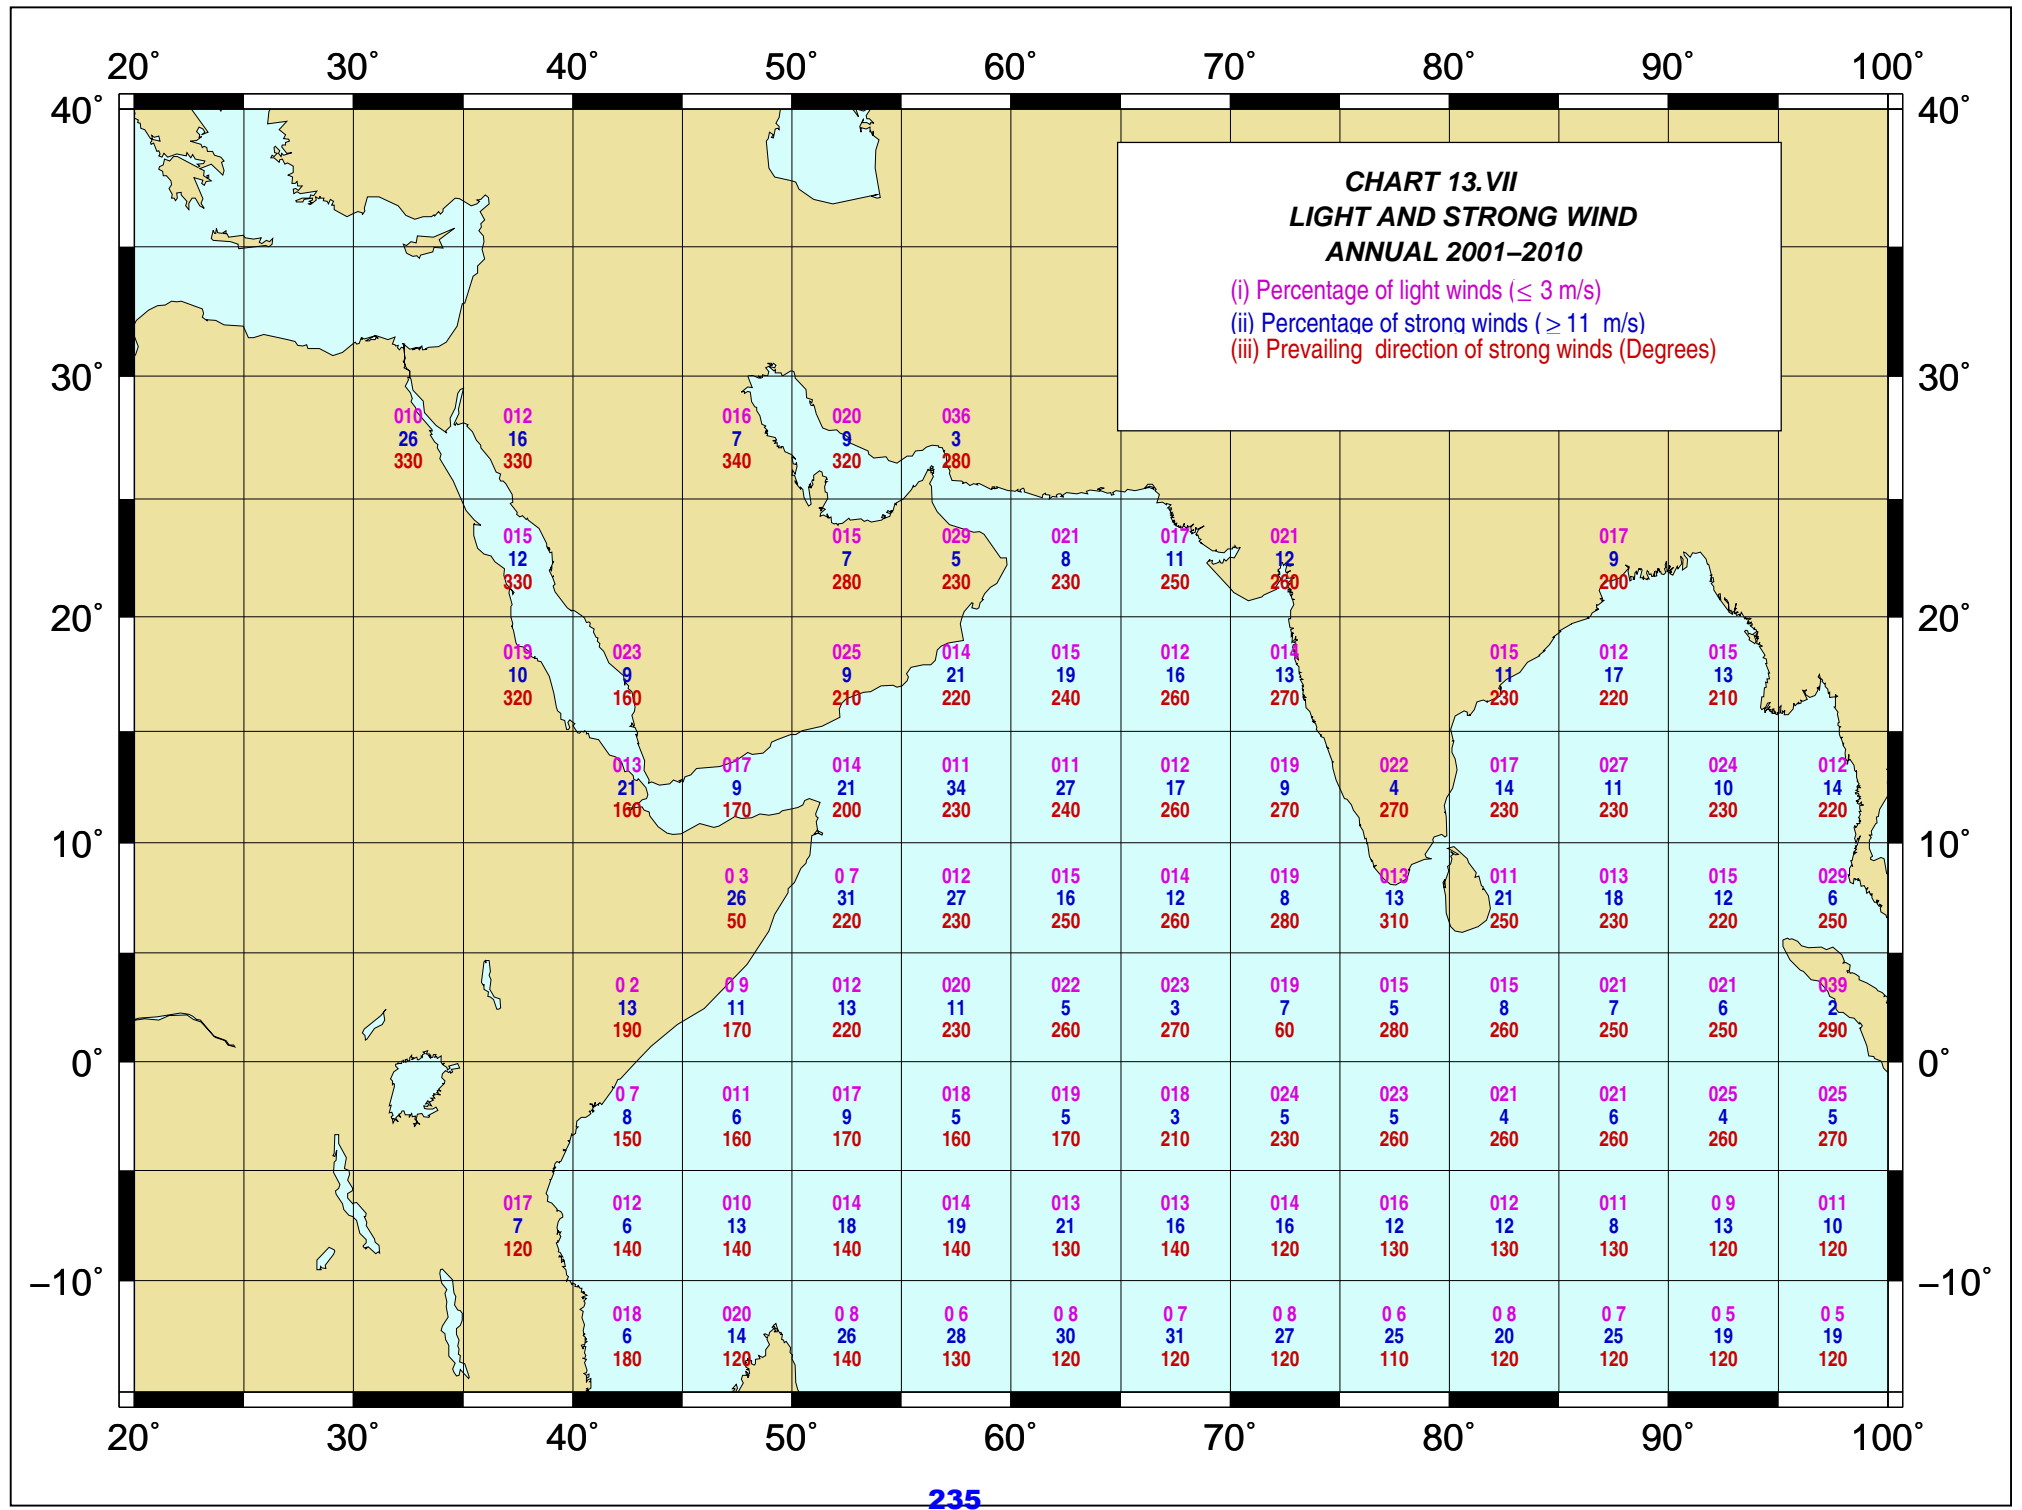 20° 30° 40° 50° 60° 70° 80° 90° 100°
40° 40°
CHART 13.VII
LIGHT AND STRONG WIND
ANNUAL 2001–2010
(i) Percentage of light winds (≤ 3 m/s)
(ii) Percentage of strong winds (≥ 11 m/s)
(iii) Prevailing direction of strong winds (Degrees)
30° 30°
010 012 016 020 036
26 16 7 9 3
330 330 340 320 280
015 015 029 021 017 021 017
12 7 5 8 11 12 9
330 280 230 230 250 260 200
20° 20°
019 023 025 014 015 012 014 015 012 015
10 9 9 21 19 16 13 11 17 13
320 160 210 220 240 260 270 230 220 210
013 017 014 011 011 012 019 022 017 027 024 012
21 9 21 34 27 17 9 4 14 11 10 14
160 170 200 230 240 260 270 270 230 230 230 220
10° 10°
0 3 0 7 012 015 014 019 013 011 013 015 029
26 31 27 16 12 8 13 21 18 12 6
50 220 230 250 260 280 310 250 230 220 250
0 2 0 9 012 020 022 023 019 015 015 021 021 039
13 11 13 11 5 3 7 5 8 7 6 2
190 170 220 230 260 270 60 280 260 250 250 290
0° 0°
0 7 011 017 018 019 018 024 023 021 021 025 025
8 6 9 5 5 3 5 5 4 6 4 5
150 160 170 160 170 210 230 260 260 260 260 270
017 012 010 014 014 013 013 014 016 012 011 0 9 011
7 6 13 18 19 21 16 16 12 12 8 13 10
120 140 140 140 140 130 140 120 130 130 130 120 120
–10° –10°
018 020 0 8 0 6 0 8 0 7 0 8 0 6 0 8 0 7 0 5 0 5
6 14 26 28 30 31 27 25 20 25 19 19
180 120 140 130 120 120 120 110 120 120 120 120
20° 30° 40° 50° 60° 70° 80° 90° 100°
235